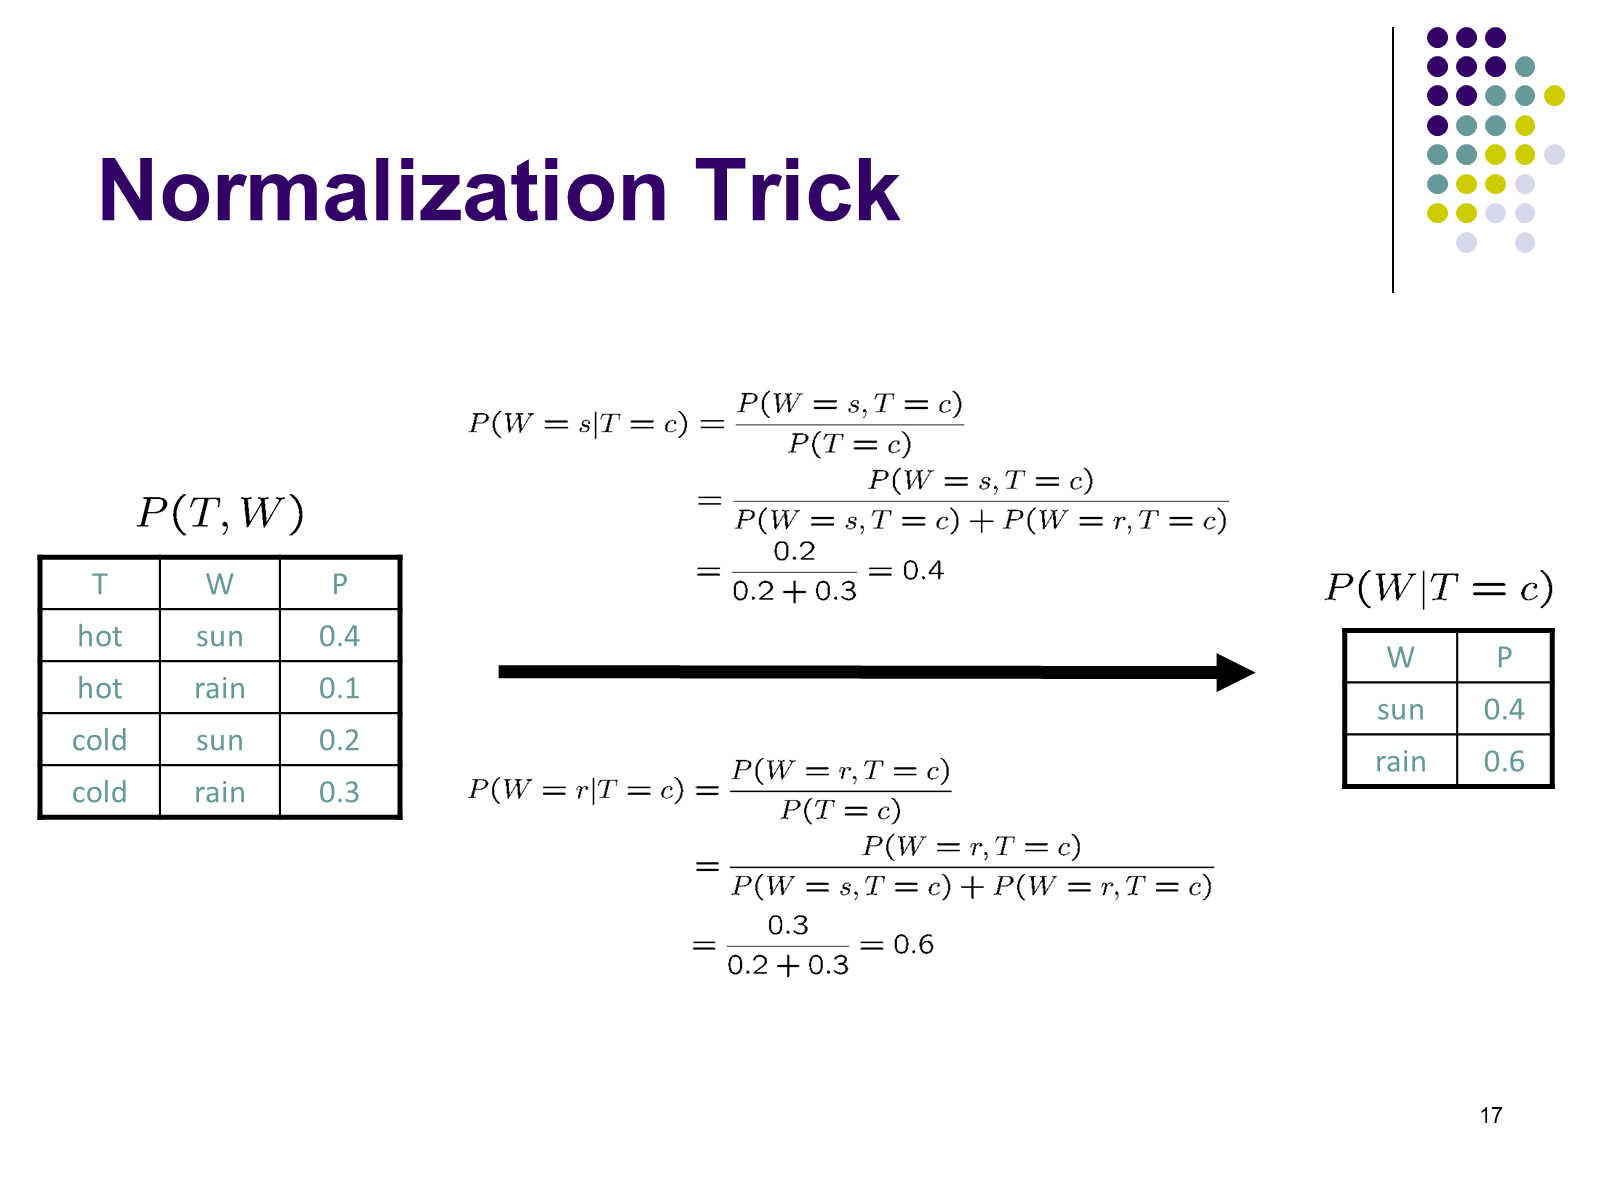 Normalization Trick
P(T, W)
T W P
hot sun 0.4
hot rain 0.1
cold sun 0.2
cold rain 0.3
P(W = s|T = c) = P(W = s, T = c) / P(T = c)
= P(W = s, T = c) / P(W = s, T = c) + P(W = r, T = c)
= 0.2 / 0.2 + 0.3 = 0.4
P(W = r|T = c) = P(W = r, T = c) / P(T = c)
= P(W = r, T = c) / P(W = s, T = c) + P(W = r, T = c)
= 0.3 / 0.2 + 0.3 = 0.6
P(W|T = c)
W P
sun 0.4
rain 0.6
17